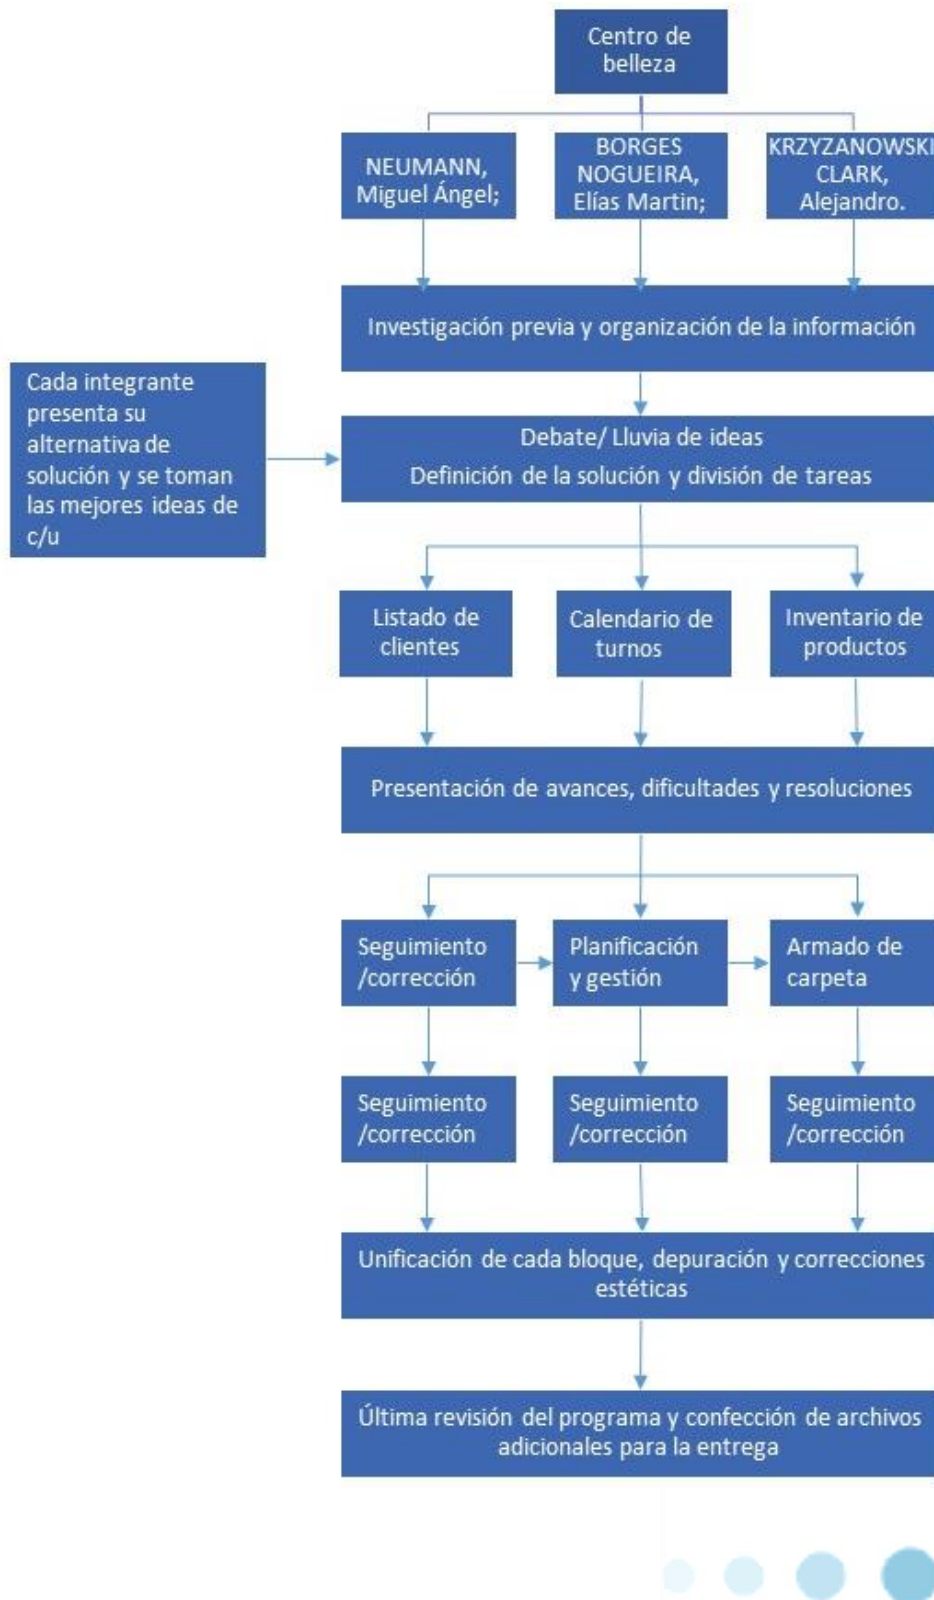 Centro de
belleza
NEUMANN,
Miguel Ángel;
BORGES
NOGUEIRA,
Elías Martin;
KRZYZANOWSKI
CLARK,
Alejandro.
Investigación previa y organización de la información
Cada integrante
presenta su
alternativa de
solución y se toman
las mejores ideas de
c/u
Debate/ Lluvia de ideas
Definición de la solución y división de tareas
Listado de
clientes
Calendario de
turnos
Inventario de
productos
Presentación de avances, dificultades y resoluciones
Seguimiento
/corrección
Planificación
y gestión
Armado de
carpeta
Seguimiento
/corrección
Seguimiento
/corrección
Seguimiento
/corrección
Unificación de cada bloque, depuración y correcciones
estéticas
Última revisión del programa y confección de archivos
adicionales para la entrega